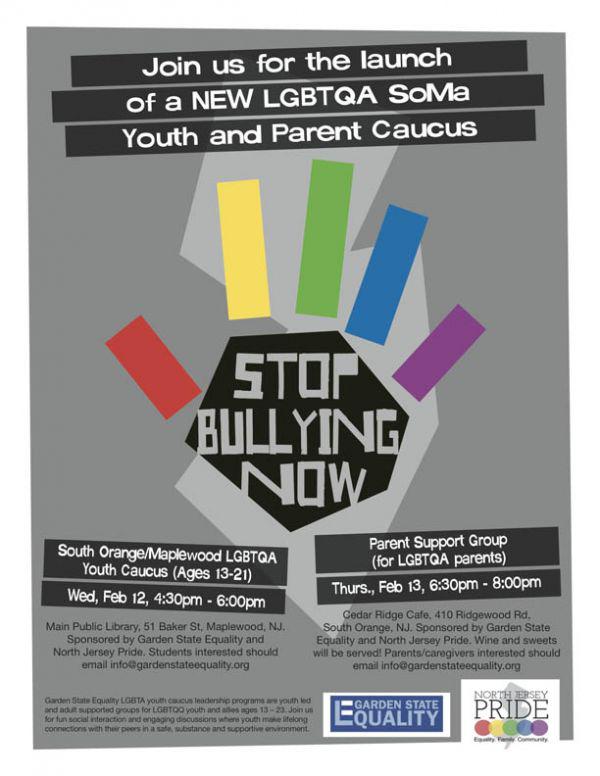 Join us for the launch
of a NEW LGBTQA SoMa
Youth and Parent Caucus
STOP
BULLYING
NOW
South Orange/Maplewood LGBTQA
Youth Caucus (Ages 13-21)
Wed, Feb 12, 4:30pm - 6:00pm
Main Public Library, 51 Baker St, Maplewood, NJ.
Sponsored by Garden State Equality and
North Jersey Pride. Students interested should
email info@gardenstateequality.org
Parent Support Group
(for LGBTQA parents)
Thurs., Feb 13, 6:30pm - 8:00pm
Cedar Ridge Cafe, 410 Ridgewood Rd,
South Orange, NJ. Sponsored by Garden State
Equality and North Jersey Pride. Wine and sweets
will be served! Parents/caregivers interested should
email info@gardenstateequality.org
Garden State Equality LGBTA youth caucus leadership programs are youth led
and adult supported groups for LGBTQQ youth and allies ages 13 – 23. Join us
for fun social interaction and engaging discussions where youth make lifelong
connections with their peers in a safe, substance and supportive environment.
GARDEN STATE
EQUALITY
NORTH JERSEY
PRIDE
Equality. Family. Community.